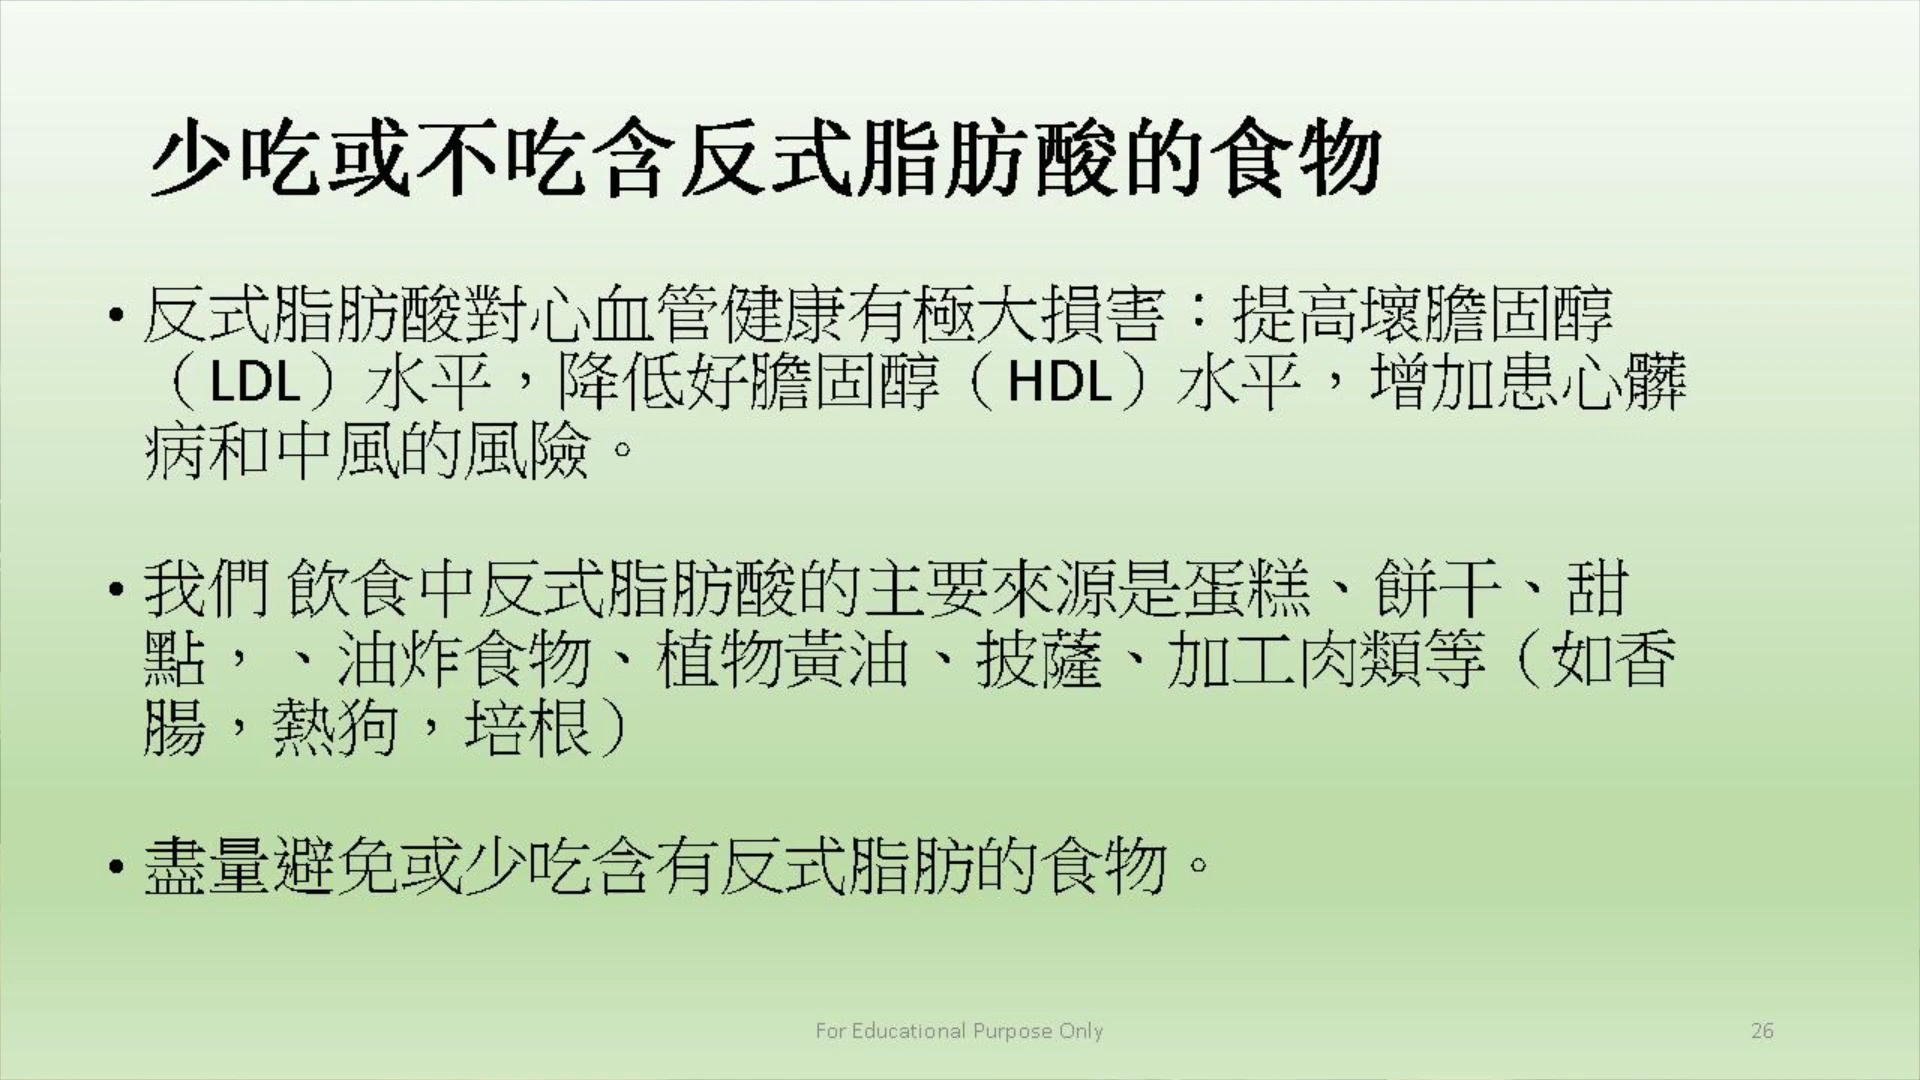 少吃或不吃含反式脂肪酸的食物
• 反式脂肪酸對心血管健康有極大損害：提高壞膽固醇
（LDL）水平，降低好膽固醇（HDL）水平，增加患心髒
病和中風的風險。
• 我們 飲食中反式脂肪酸的主要來源是蛋糕、餅干、甜
點，、油炸食物、植物黃油、披薩、加工肉類等（如香
腸，熱狗，培根）
• 盡量避免或少吃含有反式脂肪的食物。
For Educational Purpose Only
26